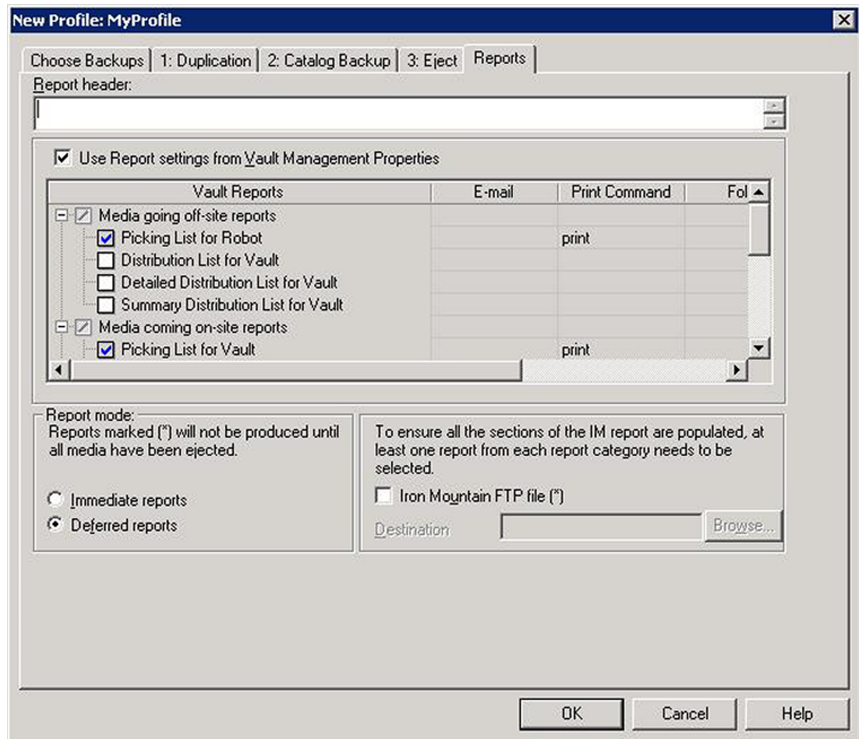 New Profile: MyProfile
Choose Backups 1: Duplication 2: Catalog Backup 3: Eject Reports
Report header:
Use Report settings from Vault Management Properties
Vault Reports E-mail Print Command Fol
Media going off-site reports
Picking List for Robot print
Distribution List for Vault
Detailed Distribution List for Vault
Summary Distribution List for Vault
Media coming on-site reports
Picking List for Vault print
Report mode:
Reports marked (*) will not be produced until
all media have been ejected.
Immediate reports
Deferred reports
To ensure all the sections of the IM report are populated, at
least one report from each report category needs to be
selected.
Iron Mountain FTP file (*)
Destination Browse...
OK Cancel Help